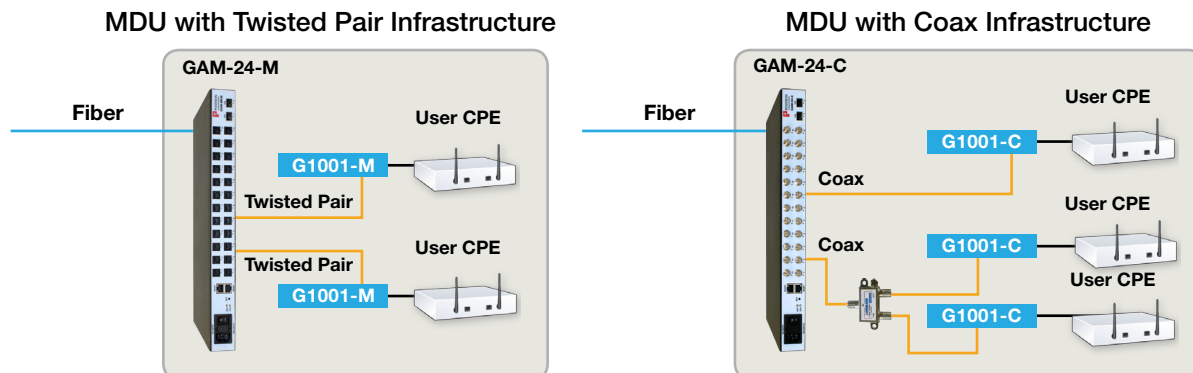 MDU with Twisted Pair Infrastructure
GAM-24-M
Fiber
User CPE
G1001-M
Twisted Pair
User CPE
Twisted Pair
G1001-M
MDU with Coax Infrastructure
GAM-24-C
Fiber
User CPE
G1001-C
Coax
User CPE
Coax
G1001-C
User CPE
G1001-C